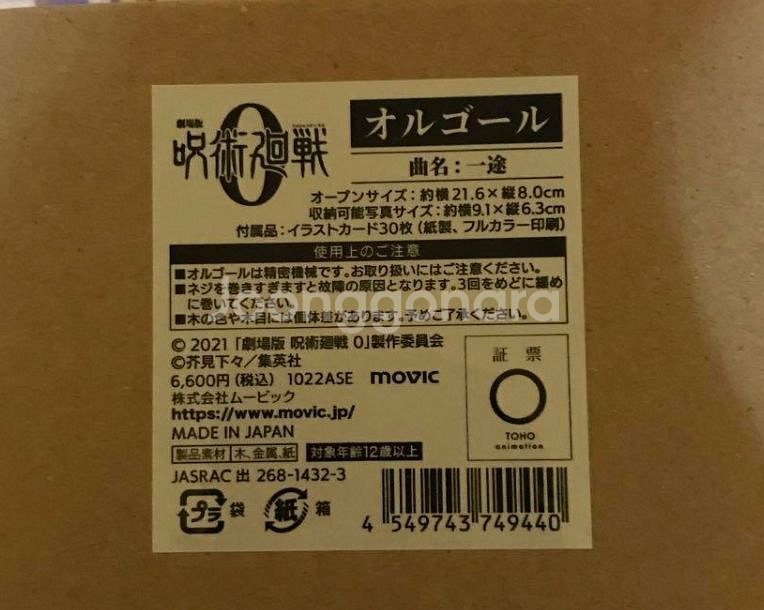 劇場版
呪術廻戦 0
オルゴール
曲名：一途
オープンサイズ：約横21.6×縦8.0cm
収納可能写真サイズ：約横9.1×縦6.3cm
付属品：イラストカード30枚（紙製、フルカラー印刷）
使用上のご注意
■オルゴールは精密機械です。お取り扱いにはご注意ください。
■ネジを巻きすぎますと故障の原因となります。3回をめどに緩め
に巻いてください。
■木の色や木目には個体差があります。予めご了承ください。
joonggonara
© 2021「劇場版 呪術廻戦 0」製作委員会
©芥見下々／集英社
6,600円（税込） 1022ASE movic
株式会社ムービック
https://www.movic.jp/
MADE IN JAPAN
製品素材 木、金属、紙 対象年齢12歳以上
JASRAC 出 268-1432-3
証票
TOHO
animation
プラ 袋 紙 箱
4 549743 749440